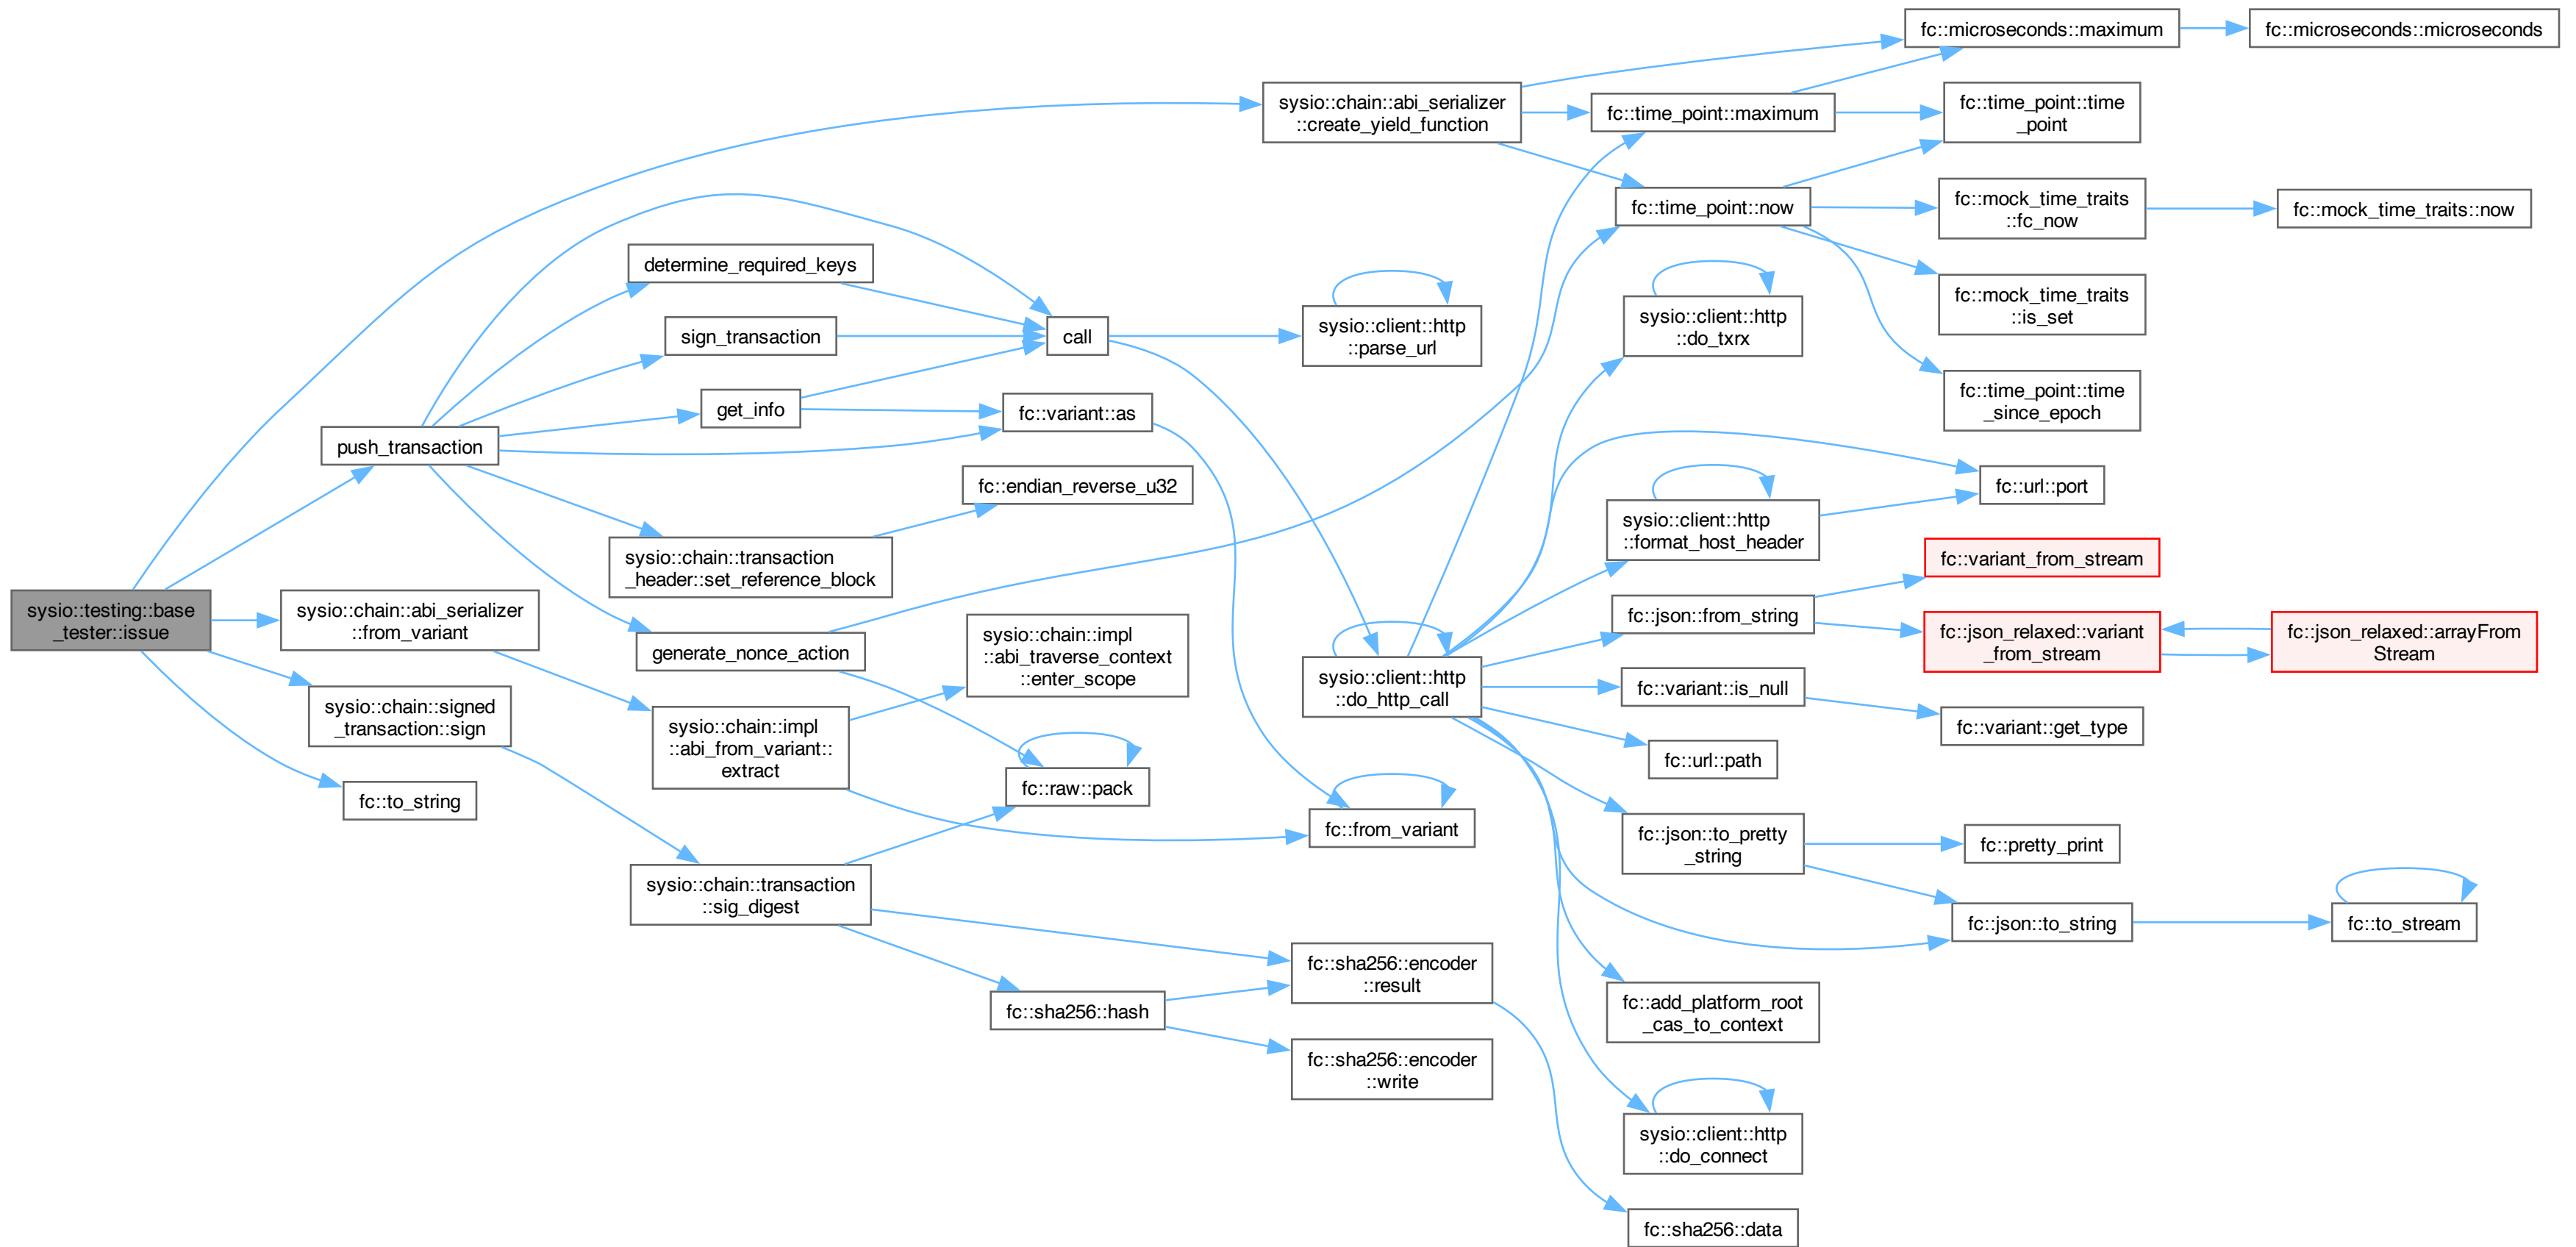 sysio::testing::base
_tester::issue
sysio::chain::abi_serializer
::create_yield_function
fc::microseconds::maximum
fc::microseconds::microseconds
fc::time_point::maximum
fc::time_point::time
_point
fc::time_point::now
fc::mock_time_traits
::fc_now
fc::mock_time_traits::now
fc::mock_time_traits
::is_set
fc::time_point::time
_since_epoch
push_transaction
determine_required_keys
sign_transaction
get_info
call
fc::variant::as
sysio::client::http
::parse_url
sysio::client::http
::do_txrx
fc::endian_reverse_u32
sysio::chain::transaction
_header::set_reference_block
generate_nonce_action
sysio::client::http
::format_host_header
fc::url::port
fc::json::from_string
fc::variant_from_stream
fc::json_relaxed::variant
_from_stream
fc::json_relaxed::arrayFrom
Stream
sysio::client::http
::do_http_call
fc::variant::is_null
fc::variant::get_type
fc::url::path
fc::json::to_pretty
_string
fc::pretty_print
fc::json::to_string
fc::to_stream
fc::add_platform_root
_cas_to_context
sysio::client::http
::do_connect
sysio::chain::abi_serializer
::from_variant
sysio::chain::impl
::abi_from_variant::
extract
sysio::chain::impl
::abi_traverse_context
::enter_scope
fc::raw::pack
fc::from_variant
sysio::chain::signed
_transaction::sign
fc::to_string
sysio::chain::transaction
::sig_digest
fc::sha256::hash
fc::sha256::encoder
::result
fc::sha256::encoder
::write
fc::sha256::data